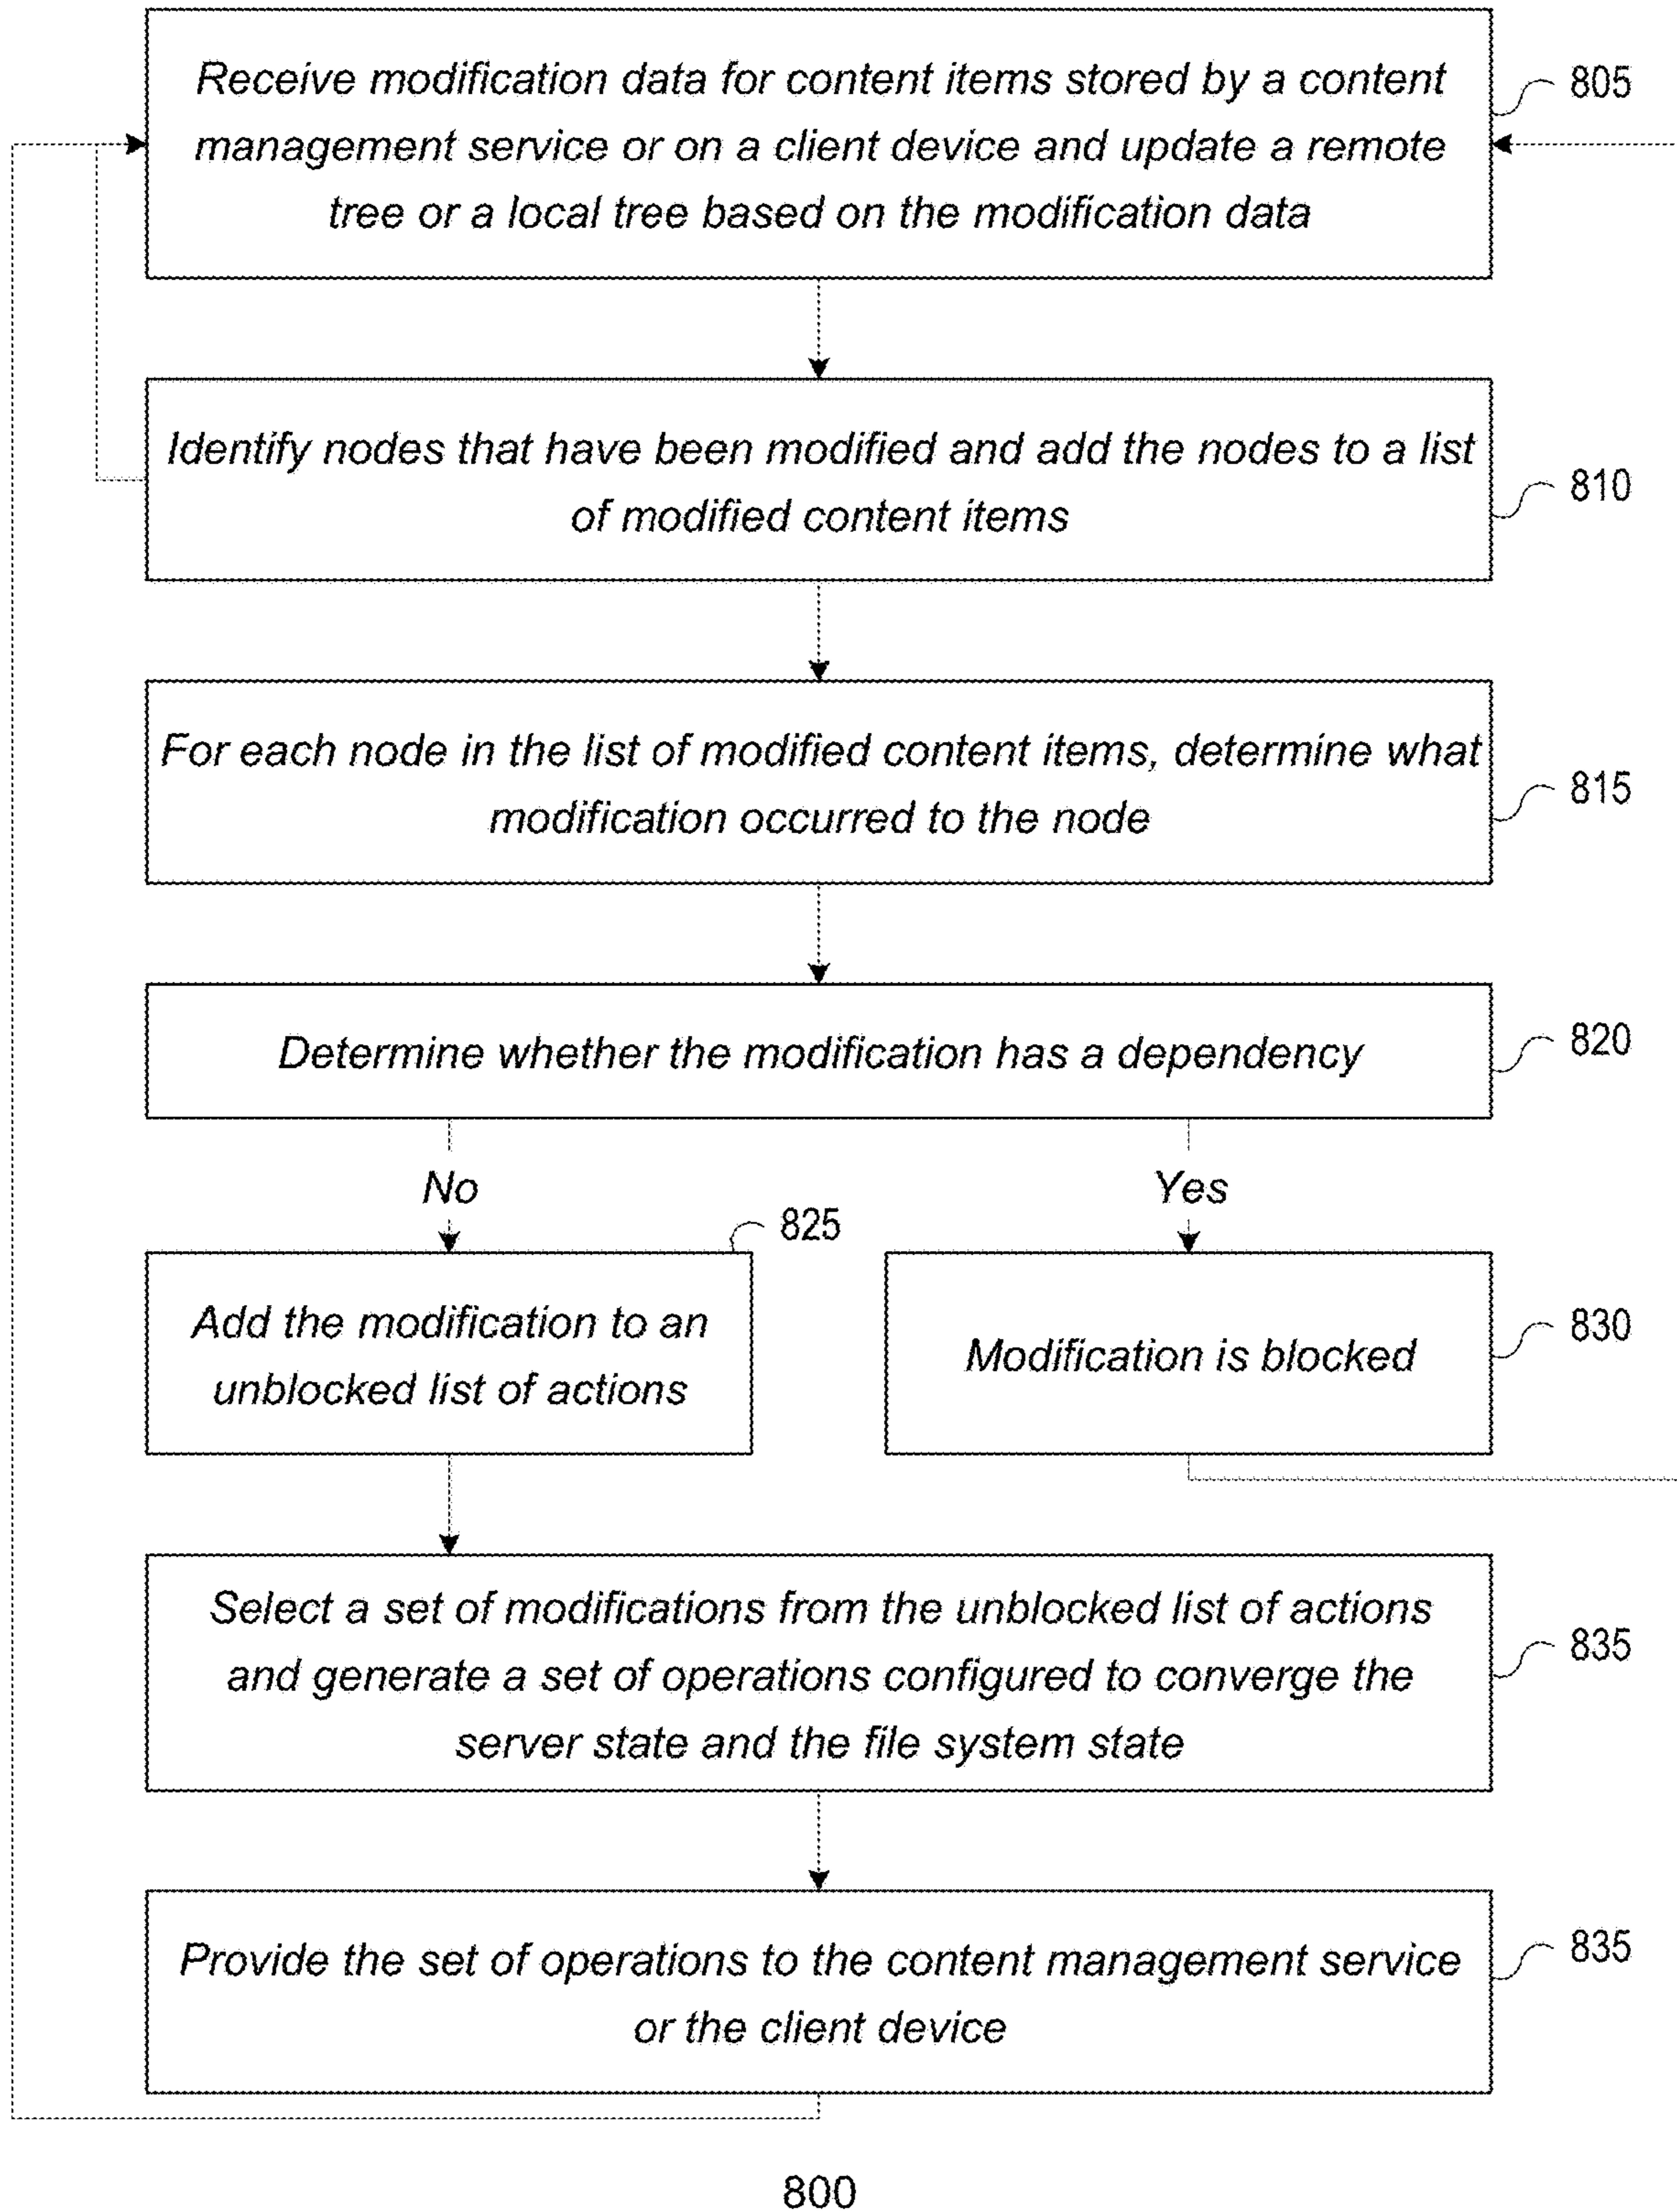 Receive modification data for content items stored by a content
management service or on a client device and update a remote
tree or a local tree based on the modification data
805
Identify nodes that have been modified and add the nodes to a list
of modified content items
810
For each node in the list of modified content items, determine what
modification occurred to the node
815
Determine whether the modification has a dependency
820
No
Yes
825
Add the modification to an
unblocked list of actions
Modification is blocked
830
Select a set of modifications from the unblocked list of actions
and generate a set of operations configured to converge the
server state and the file system state
835
Provide the set of operations to the content management service
or the client device
835
800